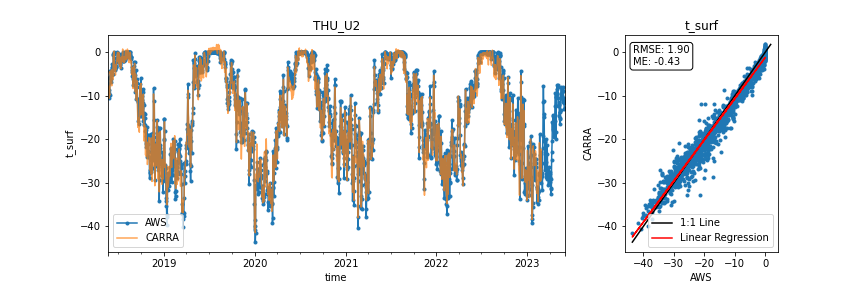 THU_U2
t_surf
0
−10
−20
−30
−40
t_surf
AWS
CARRA
2019
2020
2021
2022
2023
time
RMSE: 1.90
ME: -0.43
0
−10
−20
−30
−40
CARRA
1:1 Line
Linear Regression
−40
−30
−20
−10
0
AWS